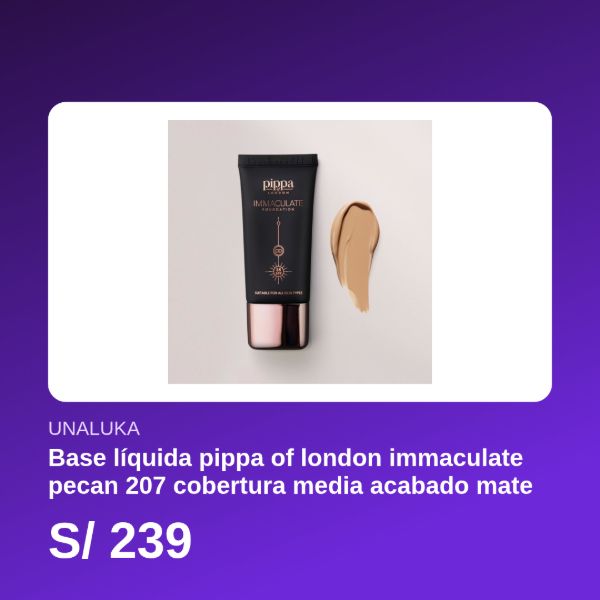 pippa
LONDON
IMMACULATE
FOUNDATION
SUITABLE FOR ALL SKIN TYPES
UNALUKA
Base líquida pippa of london immaculate
pecan 207 cobertura media acabado mate
S/ 239